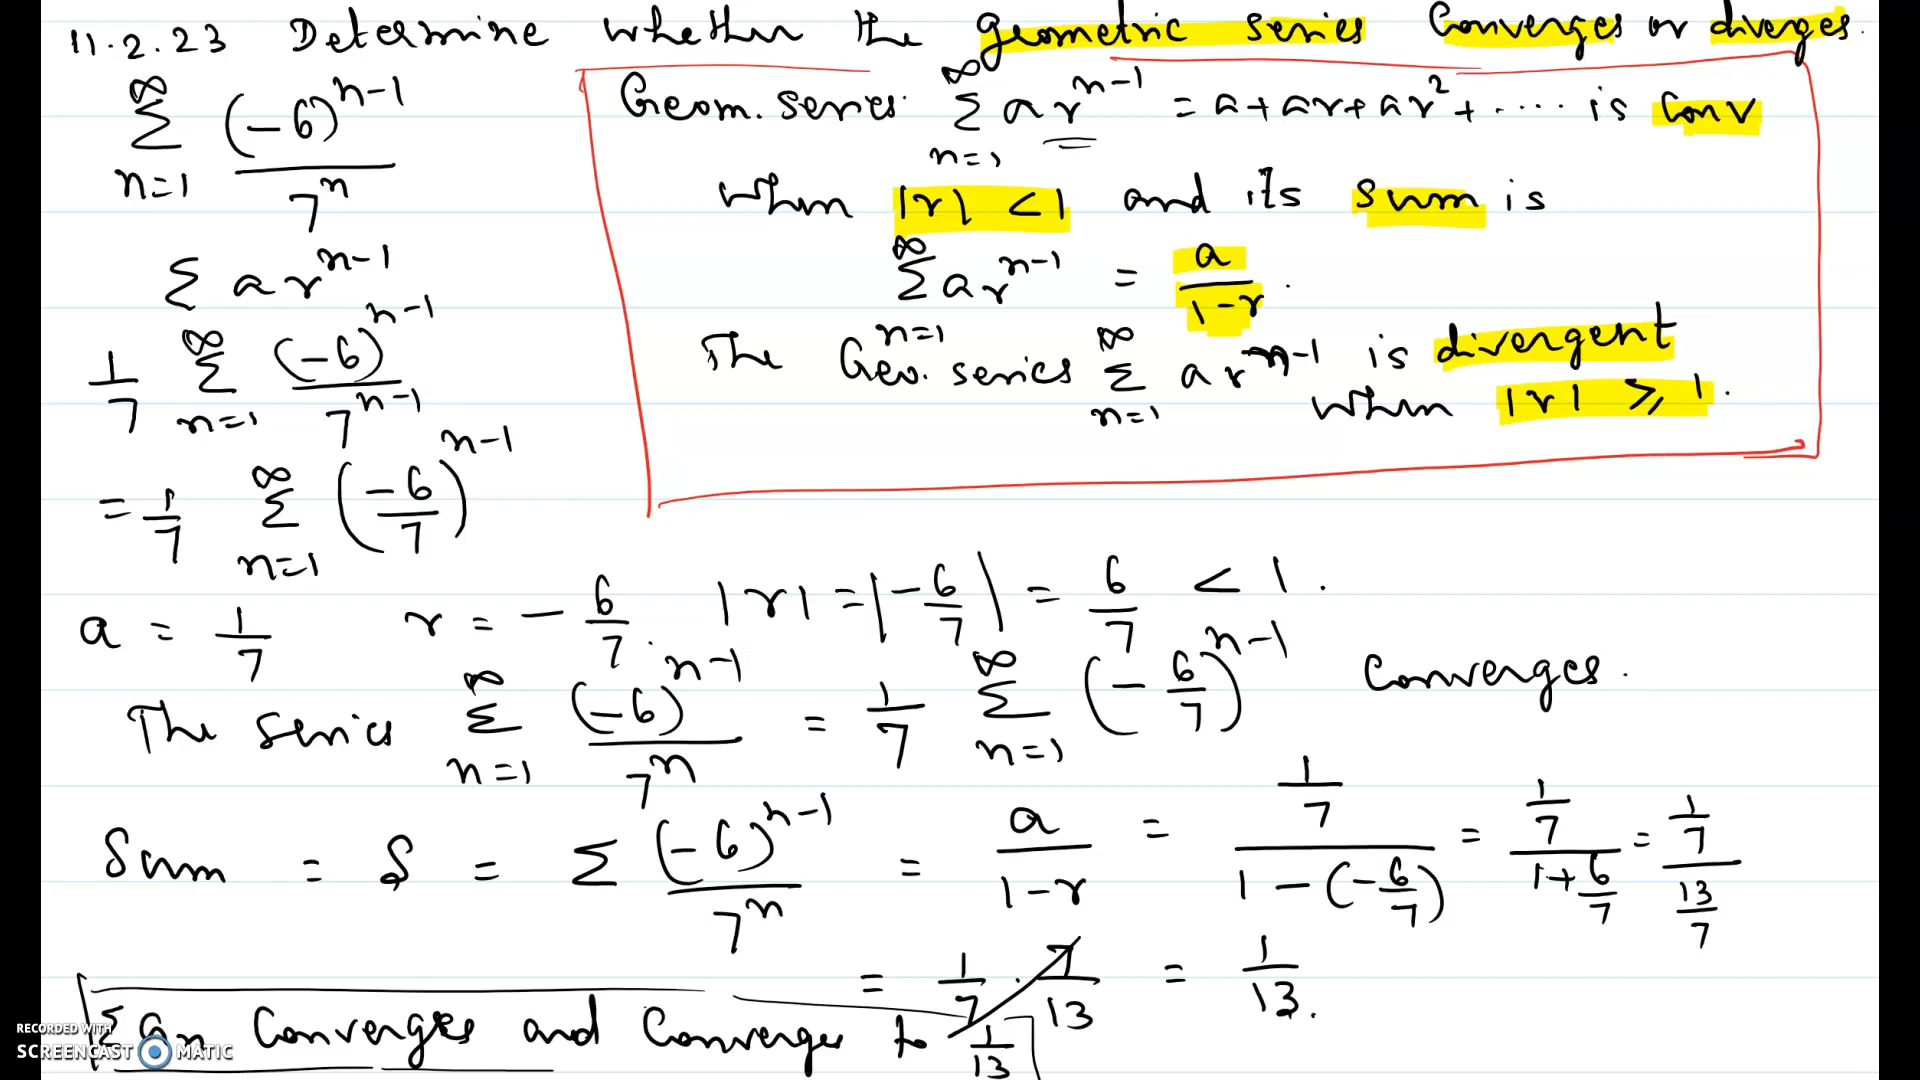 11.2.23 Determine whether the geometric series Converges or diverges.
∞
∑ (-6)^(n-1) / 7^n
n=1
∑ a r^(n-1)
1/7 ∑_(n=1)^∞ (-6)^(n-1) / 7^(n-1)
= 1/7 ∑_(n=1)^∞ (-6/7)^(n-1)
Geom. series ∑_(n=1)^∞ a r^(n-1) = a + ar + ar² + ···· is Conv
when |r| < 1 and its sum is
∑_(n=1)^∞ a r^(n-1) = a / (1-r) .
The Geo. series ∑_(n=1)^∞ a r^(n-1) is divergent
when |r| ≥ 1 .
a = 1/7 r = - 6/7 . |r| = |-6/7| = 6/7 < 1 .
The series ∑_(n=1)^∞ (-6)^(n-1) / 7^n = 1/7 ∑_(n=1)^∞ (-6/7)^(n-1) Converges .
Sum = S = ∑ (-6)^(n-1) / 7^n = a / (1-r) = (1/7) / (1-(-6/7)) = (1/7) / (1+6/7) = (1/7) / (13/7)
= 1/7 · 7/13 = 1/13 .
∑ an Converges and Converges to 1/13
RECORDED WITH
SCREENCAST MATIC